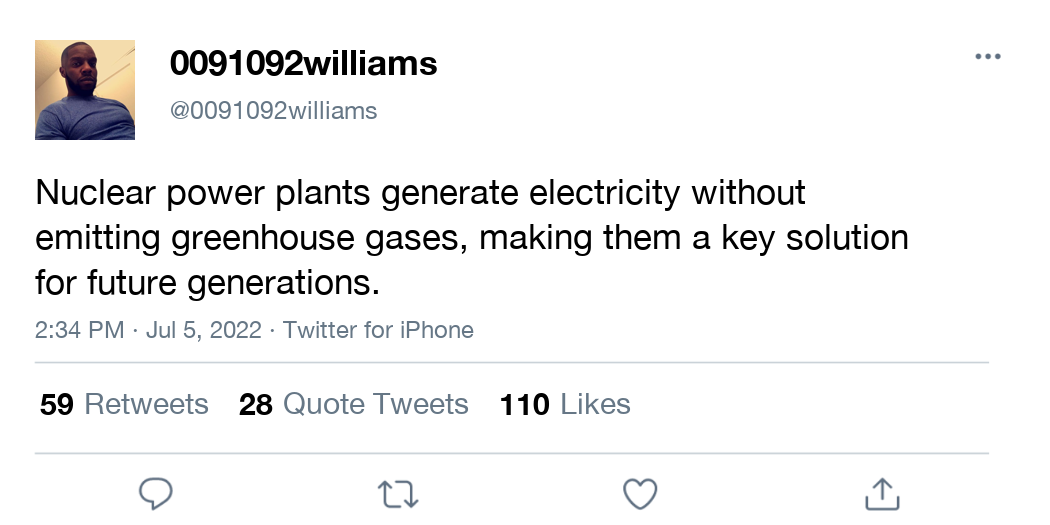 0091092williams
@0091092williams
Nuclear power plants generate electricity without
emitting greenhouse gases, making them a key solution
for future generations.
2:34 PM · Jul 5, 2022 · Twitter for iPhone
59 Retweets 28 Quote Tweets 110 Likes